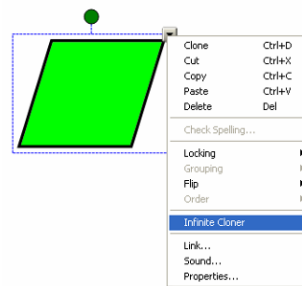 Clone Ctrl+D
Cut Ctrl+X
Copy Ctrl+C
Paste Ctrl+V
Delete Del
Check Spelling...
Locking
Grouping
Flip
Order
Infinite Cloner
Link...
Sound...
Properties...